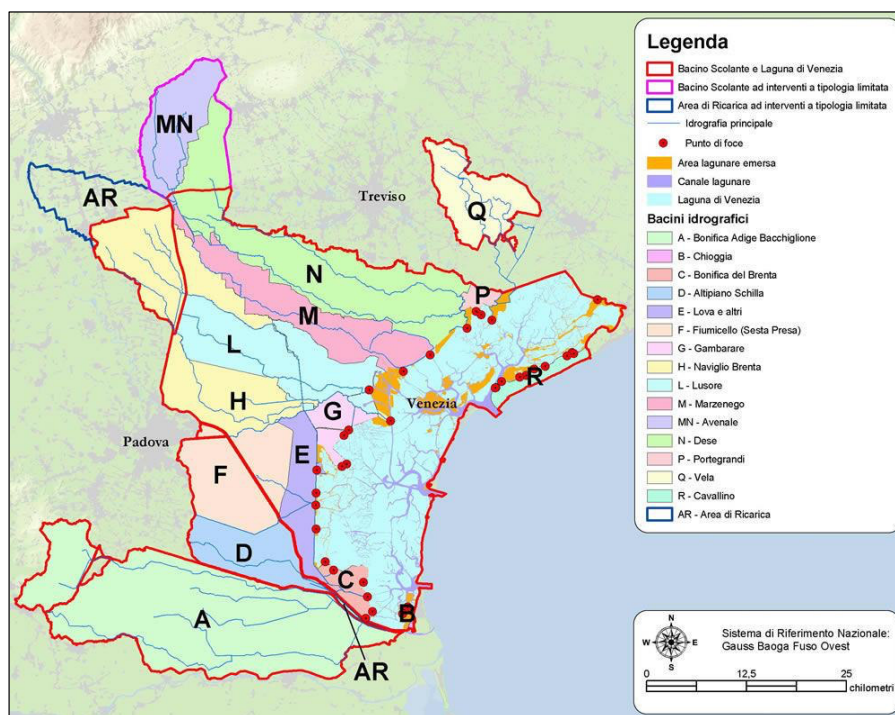 MN
AR
Treviso
Q
N
P
M
L
R
H
G
Venezia
Padova
E
F
D
C
A
B
AR
Legenda
Bacino Scolante e Laguna di Venezia
Bacino Scolante ad interventi a tipologia limitata
Area di Ricarica ad interventi a tipologia limitata
Idrografia principale
Punto di foce
Area lagunare emersa
Canale lagunare
Laguna di Venezia
Bacini idrografici
A - Bonifica Adige Bacchiglione
B - Chioggia
C - Bonifica del Brenta
D - Altipiano Schilla
E - Lova e altri
F - Fiumicello (Sesta Presa)
G - Gambarare
H - Naviglio Brenta
L - Lusore
M - Marzenego
MN - Avenale
N - Dese
P - Portegrandi
Q - Vela
R - Cavallino
AR - Area di Ricarica
N
W E
S
Sistema di Riferimento Nazionale:
Gauss Baoga Fuso Ovest
0 12,5 25
chilometri